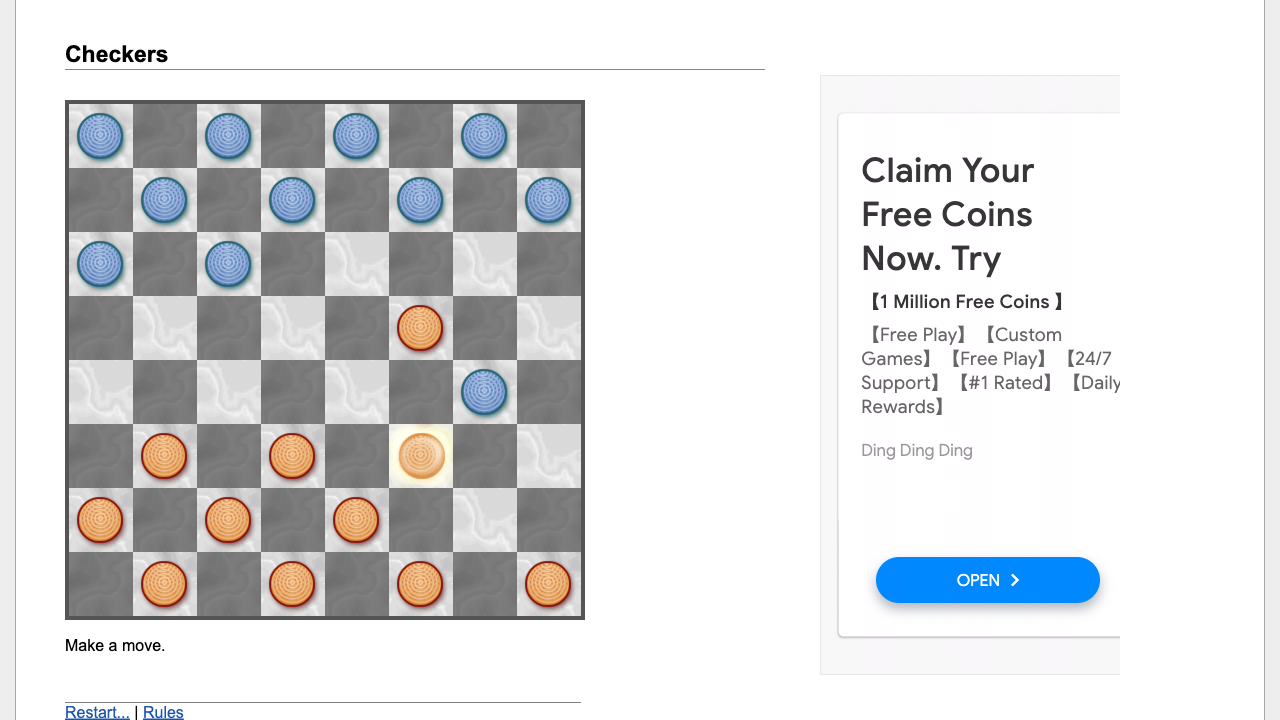 Checkers
Make a move.
Restart... | Rules
Claim Your
Free Coins
Now. Try
【1 Million Free Coins 】
【Free Play】 【Custom
Games】 【Free Play】 【24/7
Support】 【#1 Rated】 【Daily
Rewards】
Ding Ding Ding
OPEN